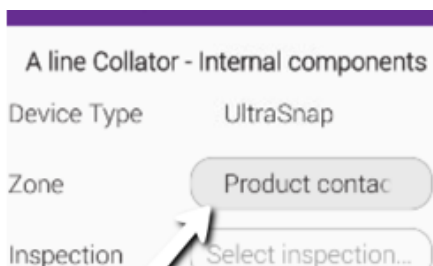 A line Collator - Internal components
Device Type UltraSnap
Zone Product contac
Inspection Select inspection...